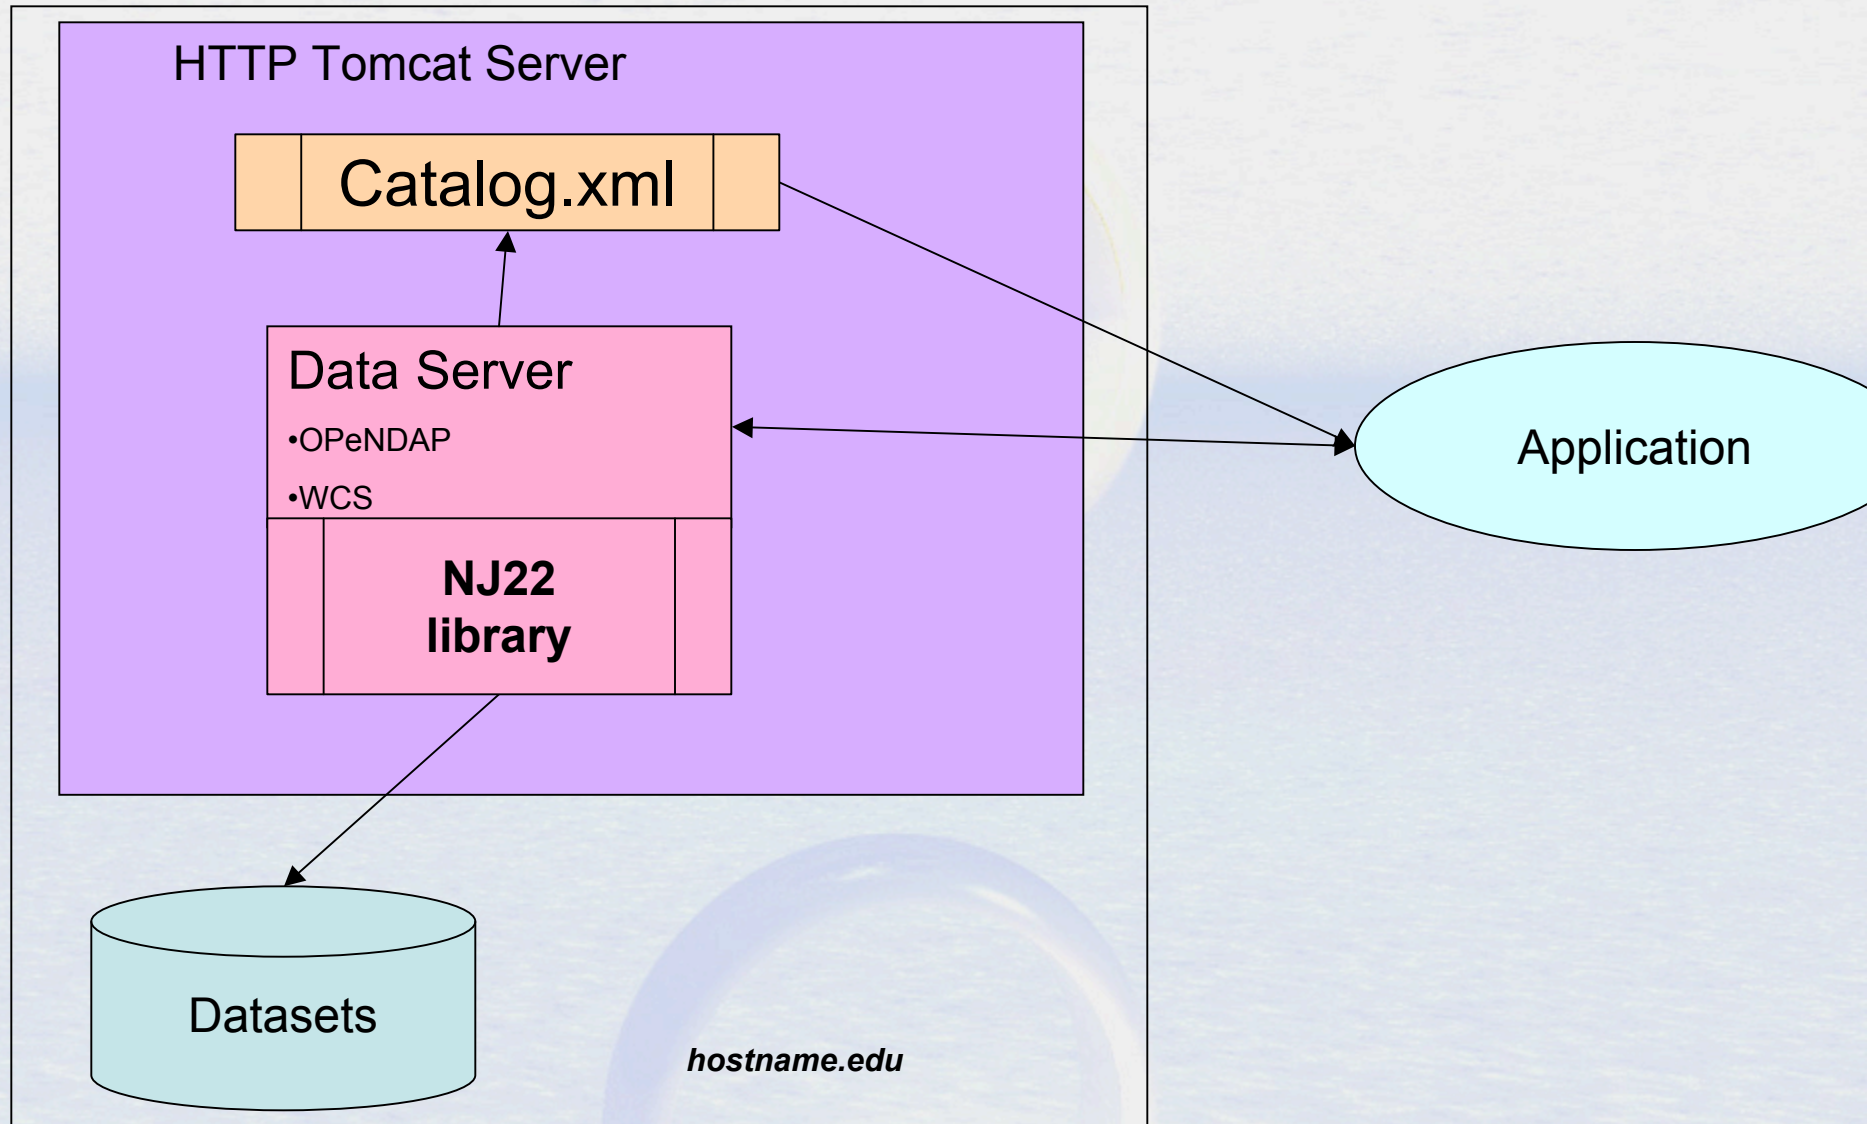 HTTP Tomcat Server
Catalog.xml
Data Server
•OPeNDAP
•WCS
NJ22
library
Application
Datasets
hostname.edu